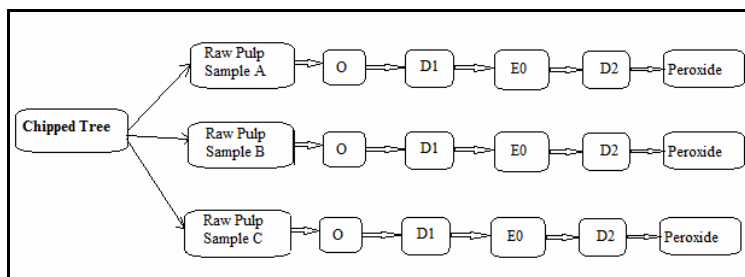 Raw Pulp
Sample A
O
D1
E0
D2
Peroxide
Chipped Tree
Raw Pulp
Sample B
O
D1
E0
D2
Peroxide
Raw Pulp
Sample C
O
D1
E0
D2
Peroxide